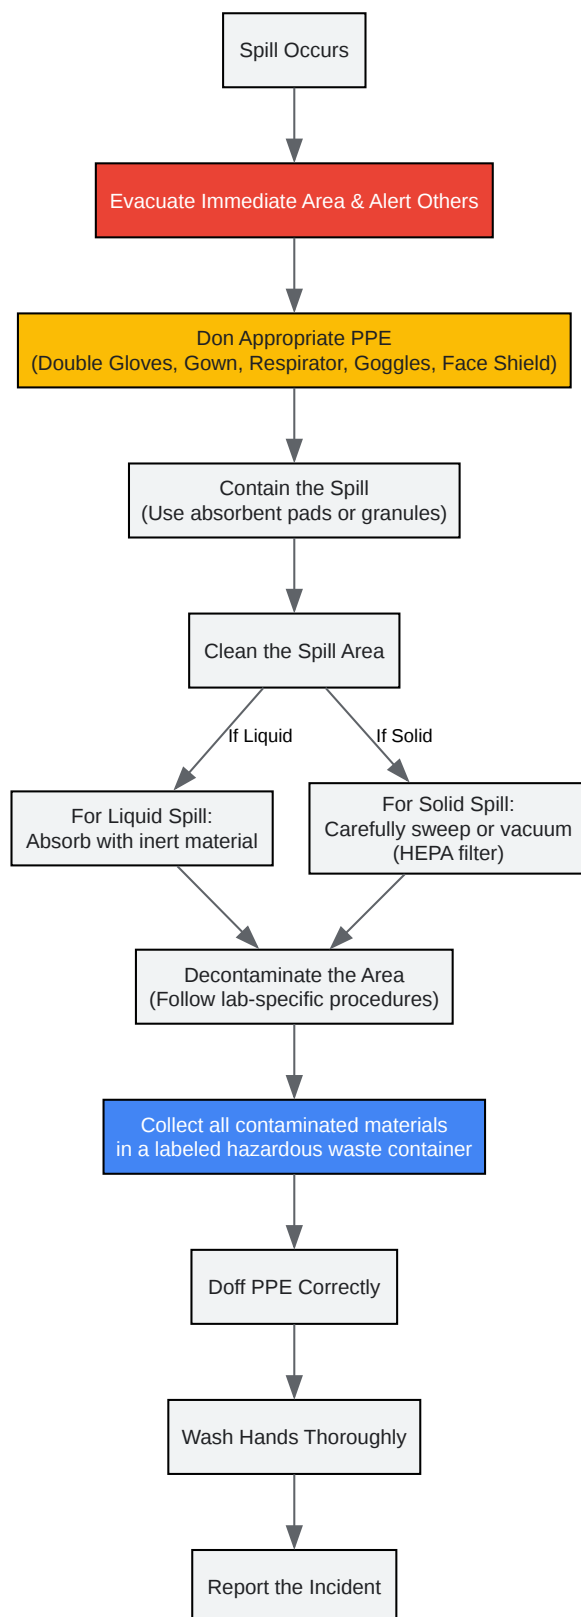 Spill Occurs
Evacuate Immediate Area & Alert Others
Don Appropriate PPE
(Double Gloves, Gown, Respirator, Goggles, Face Shield)
Contain the Spill
(Use absorbent pads or granules)
Clean the Spill Area
If Liquid
If Solid
For Liquid Spill:
Absorb with inert material
For Solid Spill:
Carefully sweep or vacuum
(HEPA filter)
Decontaminate the Area
(Follow lab-specific procedures)
Collect all contaminated materials
in a labeled hazardous waste container
Doff PPE Correctly
Wash Hands Thoroughly
Report the Incident